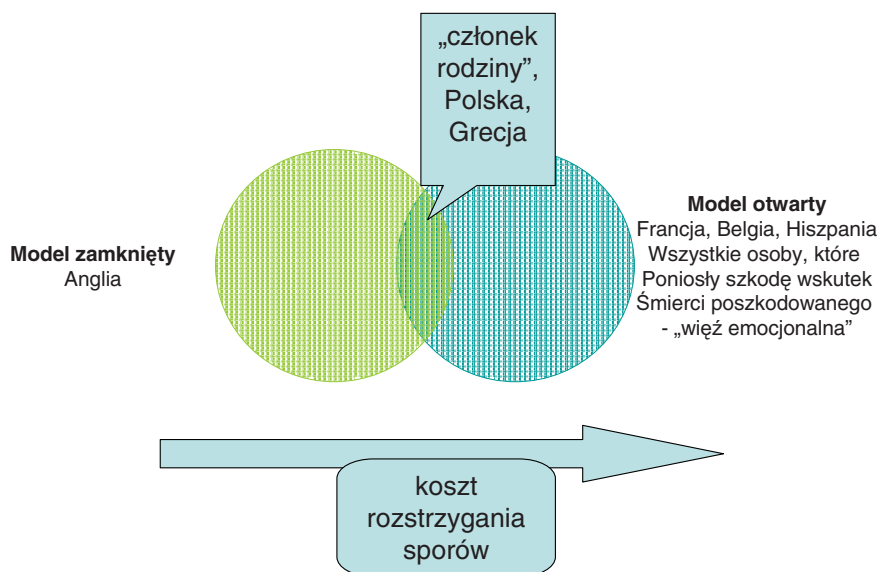 „członek
rodziny”,
Polska,
Grecja
Model zamknięty
Anglia
Model otwarty
Francja, Belgia, Hiszpania
Wszystkie osoby, które
Poniosły szkodę wskutek
Śmierci poszkodowanego
- „więź emocjonalna”
koszt
rozstrzygania
sporów